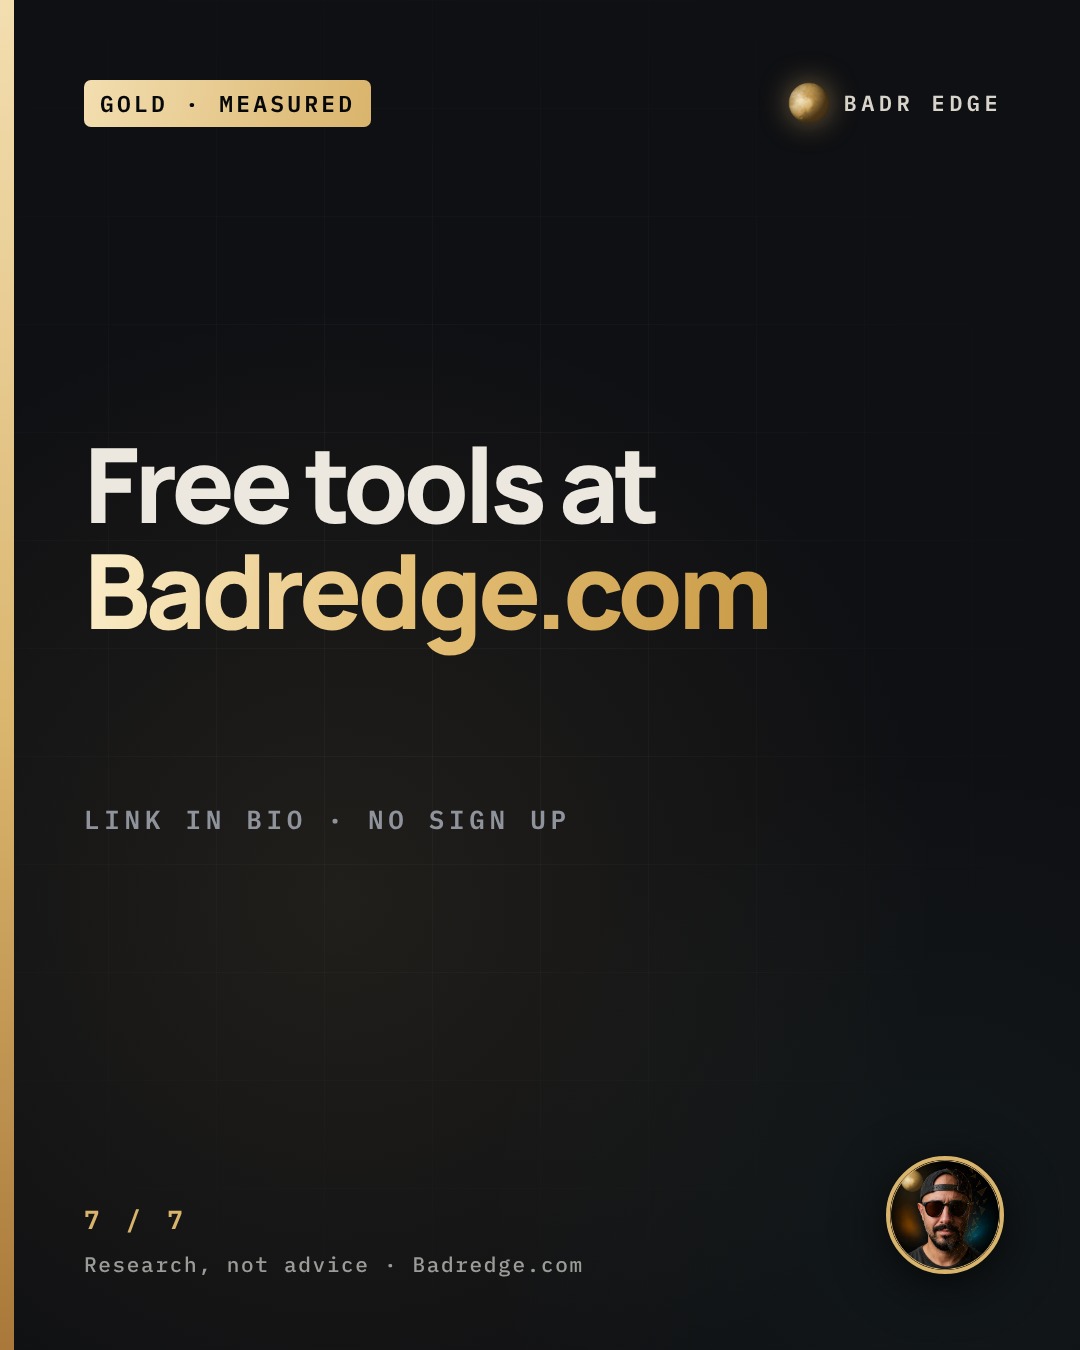 GOLD · MEASURED
BADR EDGE
Free tools at
Badredge.com
LINK IN BIO · NO SIGN UP
7 / 7
Research, not advice · Badredge.com